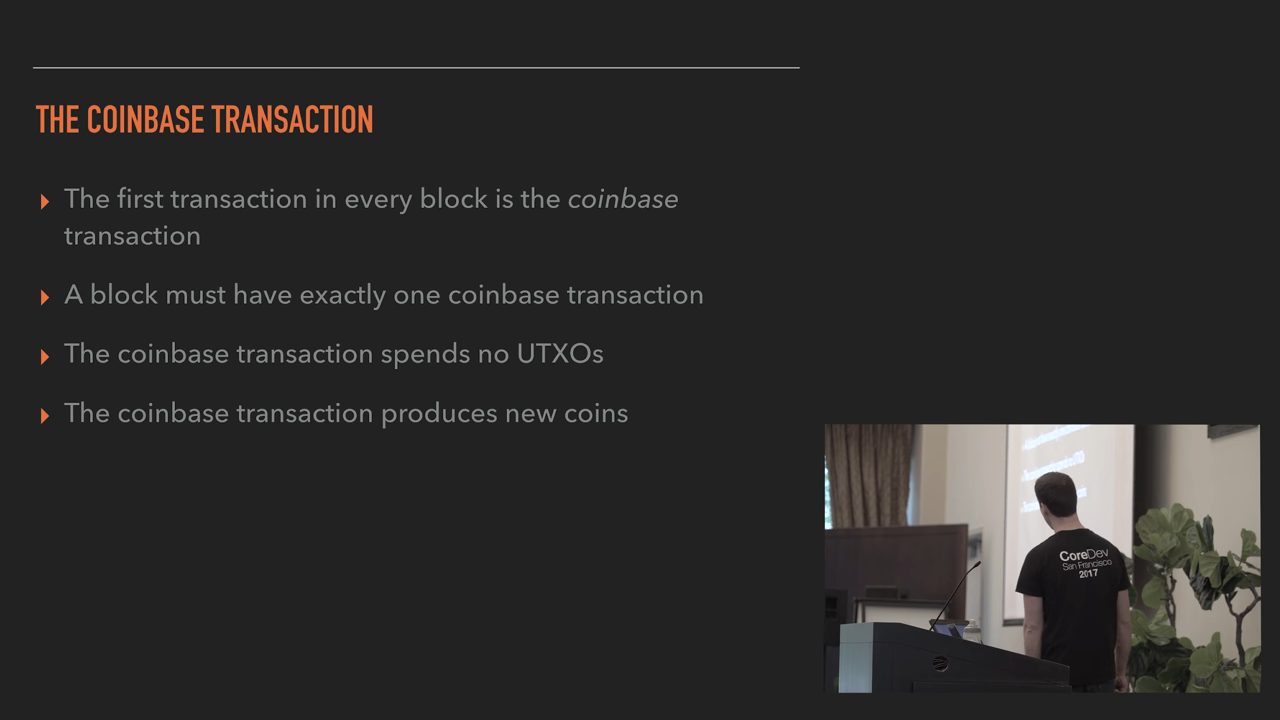 THE COINBASE TRANSACTION
The first transaction in every block is the coinbase
transaction
A block must have exactly one coinbase transaction
The coinbase transaction spends no UTXOs
The coinbase transaction produces new coins
CoreDev
San Francisco
2017